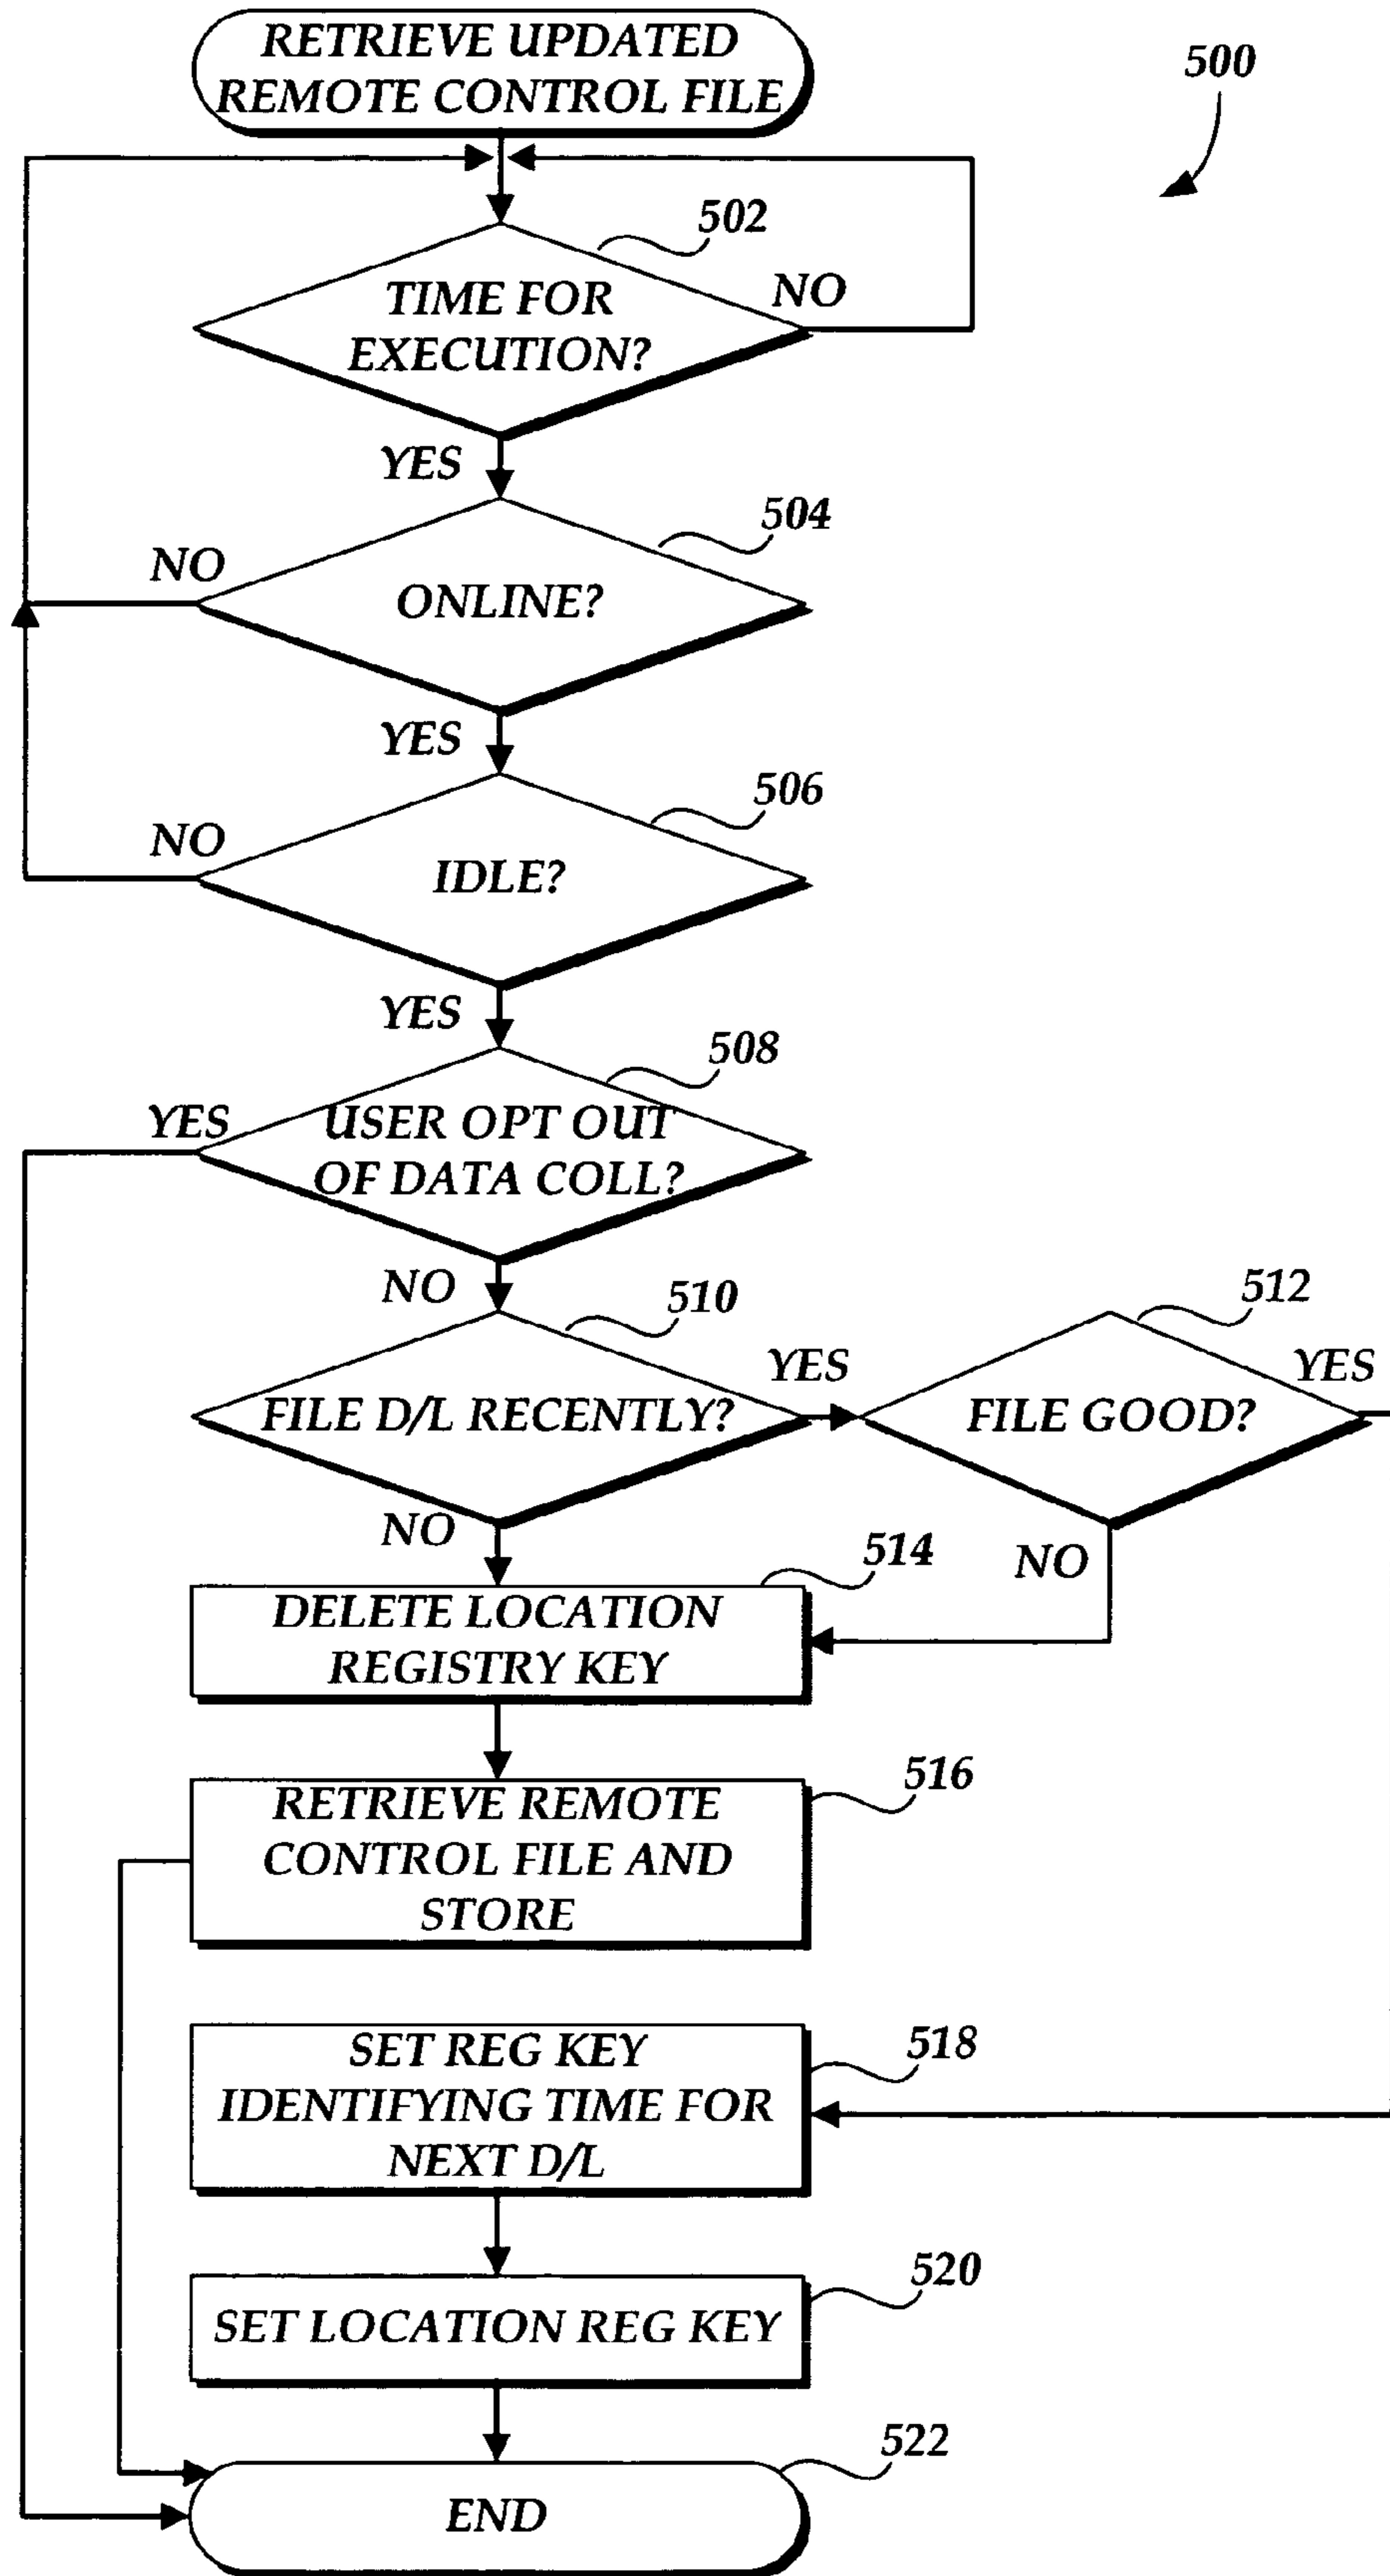 RETRIEVE UPDATED
REMOTE CONTROL FILE
500
502
TIME FOR
EXECUTION?
NO
YES
504
NO
ONLINE?
YES
506
NO
IDLE?
YES
508
YES
USER OPT OUT
OF DATA COLL?
NO
510
512
YES
YES
FILE D/L RECENTLY?
FILE GOOD?
NO
514
NO
DELETE LOCATION
REGISTRY KEY
516
RETRIEVE REMOTE
CONTROL FILE AND
STORE
518
SET REG KEY
IDENTIFYING TIME FOR
NEXT D/L
520
SET LOCATION REG KEY
522
END